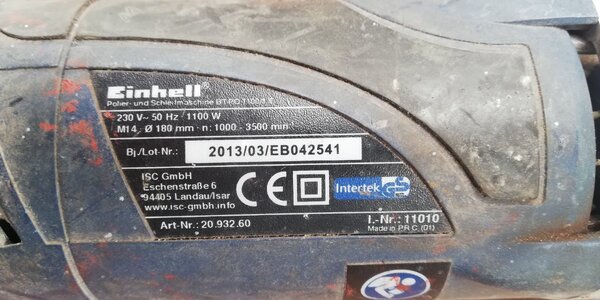 Einhell
Polier- und Schleifmaschine BT-PO 1100/1 E
230 V~ 50 Hz 1100 W
M14, Ø 180 mm · n: 1000 - 3500 min⁻¹
Bj./Lot-Nr.: 2013/03/EB042541
ISC GmbH
Eschenstraße 6
94405 Landau/Isar
www.isc-gmbh.info
CE
Intertek GS
Art-Nr.: 20.932.60 I.-Nr.: 11010
Made in P.R.C. (01)